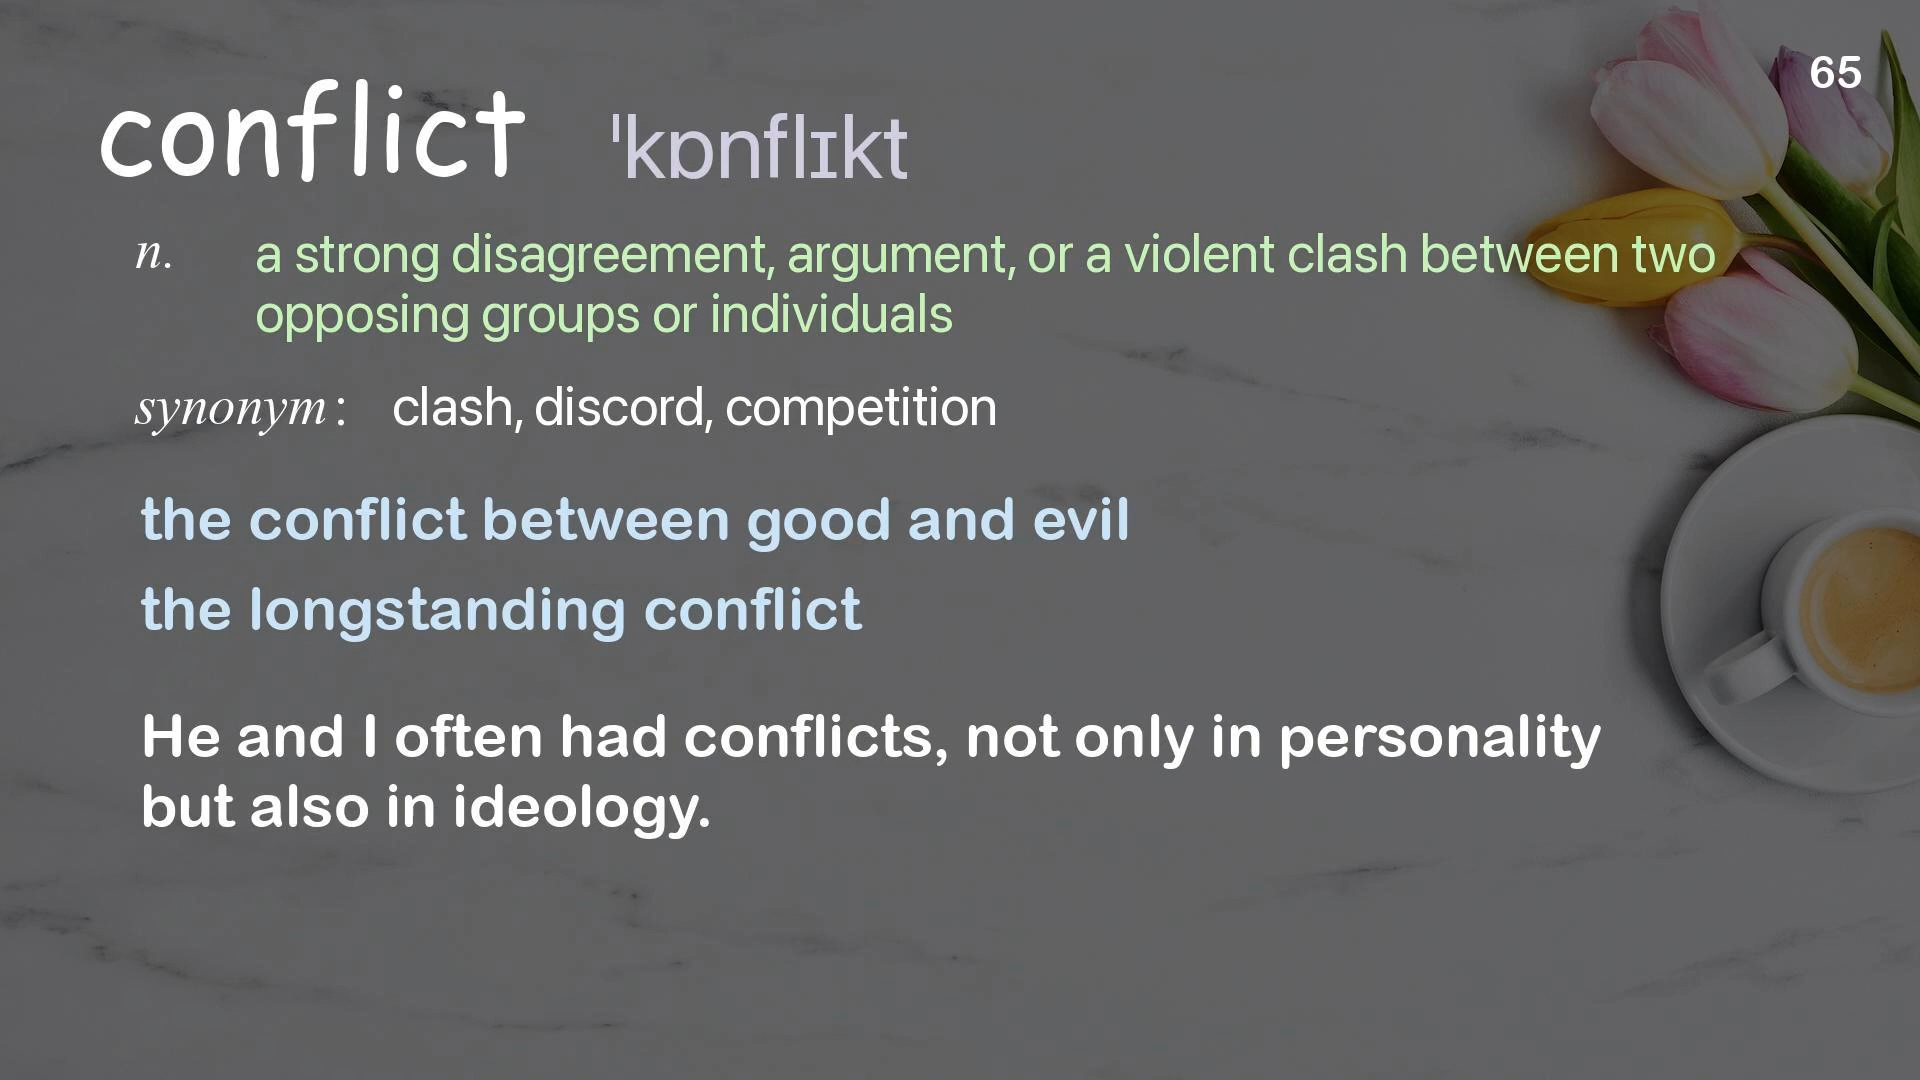 65
conflict ˈkɒnflɪkt
n. a strong disagreement, argument, or a violent clash between two
opposing groups or individuals
synonym: clash, discord, competition
the conflict between good and evil
the longstanding conflict
He and I often had conflicts, not only in personality
but also in ideology.